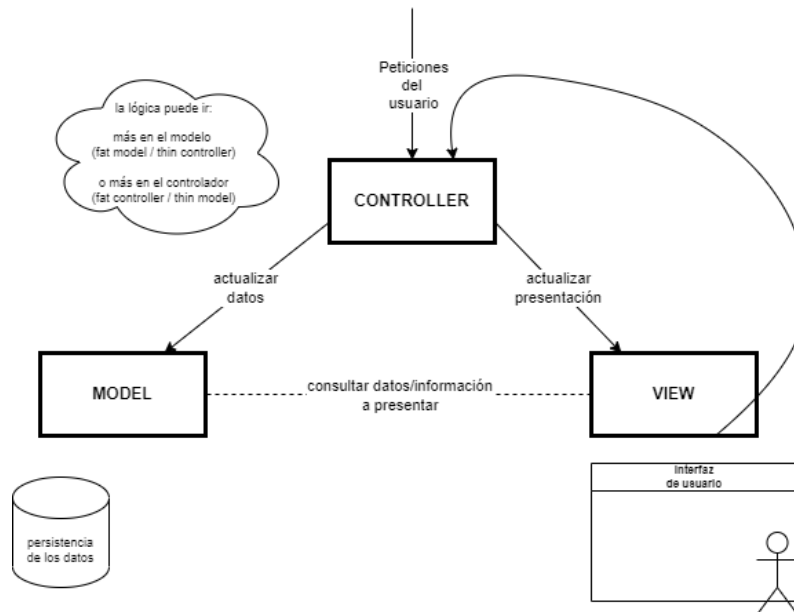 Peticiones
del
usuario
la lógica puede ir:
más en el modelo
(fat model / thin controller)
o más en el controlador
(fat controller / thin model)
CONTROLLER
actualizar
datos
actualizar
presentación
MODEL
consultar datos/información
a presentar
VIEW
persistencia
de los datos
Interfaz
de usuario